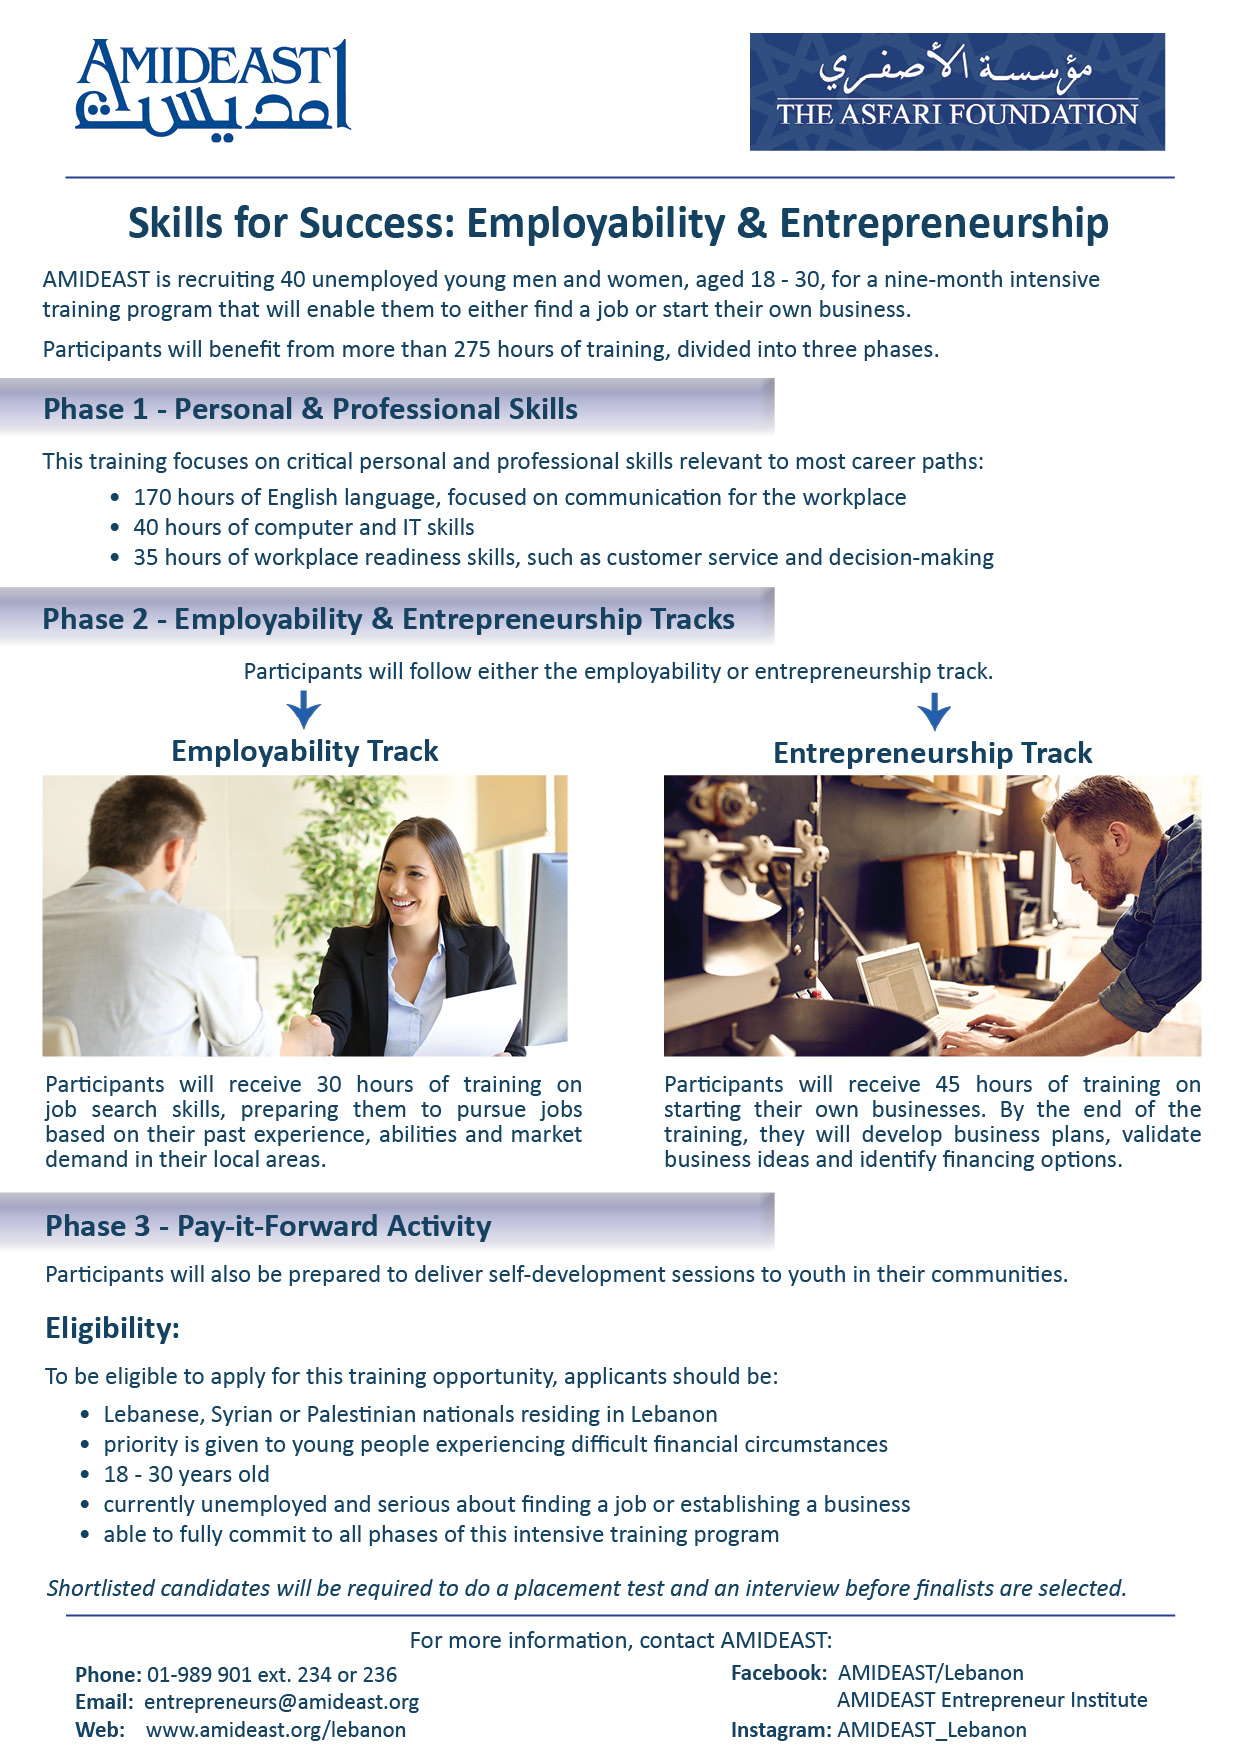 AMIDEAST
امديست
مؤسسة الأصفري
THE ASFARI FOUNDATION
Skills for Success: Employability & Entrepreneurship
AMIDEAST is recruiting 40 unemployed young men and women, aged 18 - 30, for a nine-month intensive
training program that will enable them to either find a job or start their own business.
Participants will benefit from more than 275 hours of training, divided into three phases.
Phase 1 - Personal & Professional Skills
This training focuses on critical personal and professional skills relevant to most career paths:
• 170 hours of English language, focused on communication for the workplace
• 40 hours of computer and IT skills
• 35 hours of workplace readiness skills, such as customer service and decision-making
Phase 2 - Employability & Entrepreneurship Tracks
Participants will follow either the employability or entrepreneurship track.
Employability Track
Participants will receive 30 hours of training on
job search skills, preparing them to pursue jobs
based on their past experience, abilities and market
demand in their local areas.
Entrepreneurship Track
Participants will receive 45 hours of training on
starting their own businesses. By the end of the
training, they will develop business plans, validate
business ideas and identify financing options.
Phase 3 - Pay-it-Forward Activity
Participants will also be prepared to deliver self-development sessions to youth in their communities.
Eligibility:
To be eligible to apply for this training opportunity, applicants should be:
• Lebanese, Syrian or Palestinian nationals residing in Lebanon
• priority is given to young people experiencing difficult financial circumstances
• 18 - 30 years old
• currently unemployed and serious about finding a job or establishing a business
• able to fully commit to all phases of this intensive training program
Shortlisted candidates will be required to do a placement test and an interview before finalists are selected.
For more information, contact AMIDEAST:
Phone: 01-989 901 ext. 234 or 236
Email: entrepreneurs@amideast.org
Web: www.amideast.org/lebanon
Facebook: AMIDEAST/Lebanon
AMIDEAST Entrepreneur Institute
Instagram: AMIDEAST_Lebanon